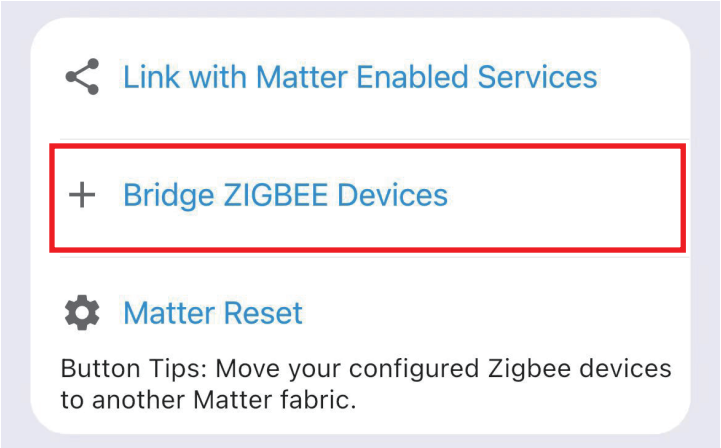 Link with Matter Enabled Services
Bridge ZIGBEE Devices
Matter Reset
Button Tips: Move your configured Zigbee devices
to another Matter fabric.